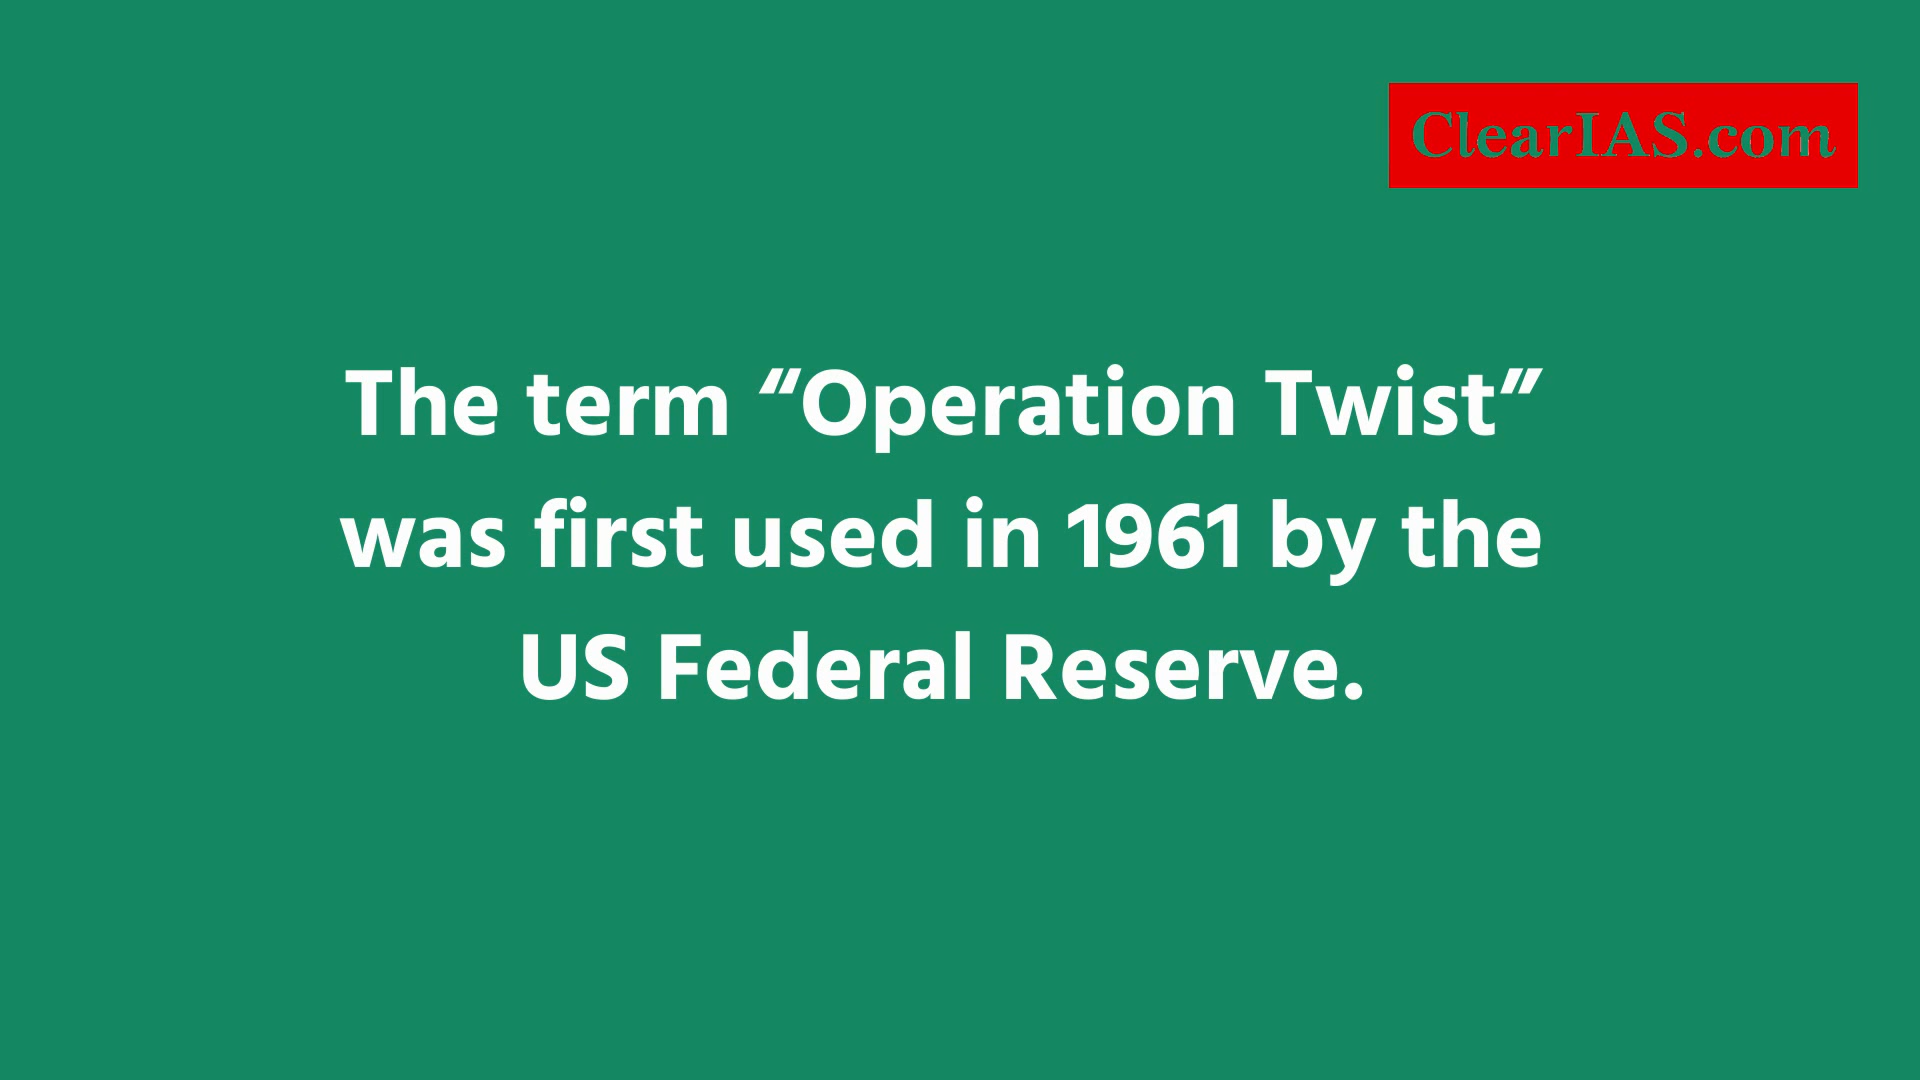 ClearIAS.com
The term “Operation Twist”
was first used in 1961 by the
US Federal Reserve.